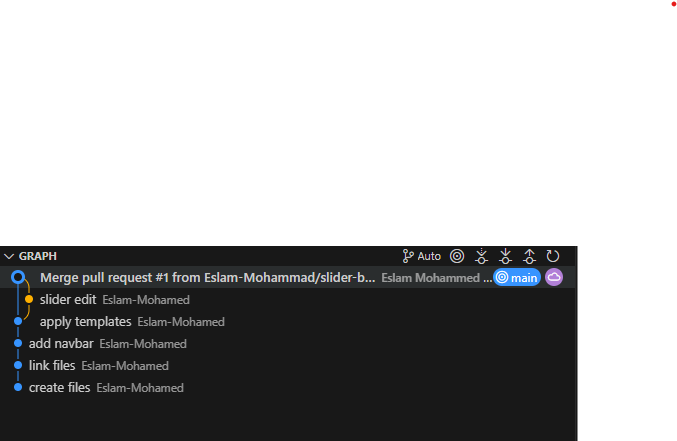 GRAPH Auto
Merge pull request #1 from Eslam-Mohammad/slider-b... Eslam Mohammed ... main
slider edit Eslam-Mohamed
apply templates Eslam-Mohamed
add navbar Eslam-Mohamed
link files Eslam-Mohamed
create files Eslam-Mohamed